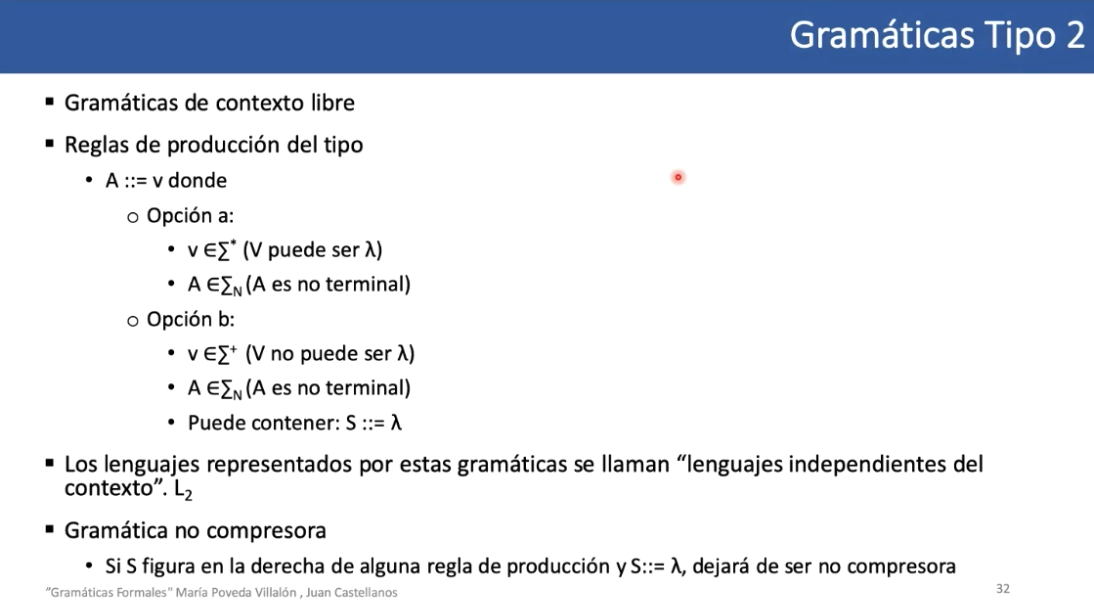 Gramáticas Tipo 2
▪ Gramáticas de contexto libre
▪ Reglas de producción del tipo
• A ::= v donde
o Opción a:
• v ∈∑* (V puede ser λ)
• A ∈∑N (A es no terminal)
o Opción b:
• v ∈∑+ (V no puede ser λ)
• A ∈∑N (A es no terminal)
• Puede contener: S ::= λ
▪ Los lenguajes representados por estas gramáticas se llaman “lenguajes independientes del
contexto”. L2
▪ Gramática no compresora
• Si S figura en la derecha de alguna regla de producción y S::= λ, dejará de ser no compresora
"Gramáticas Formales" María Poveda Villalón , Juan Castellanos
32